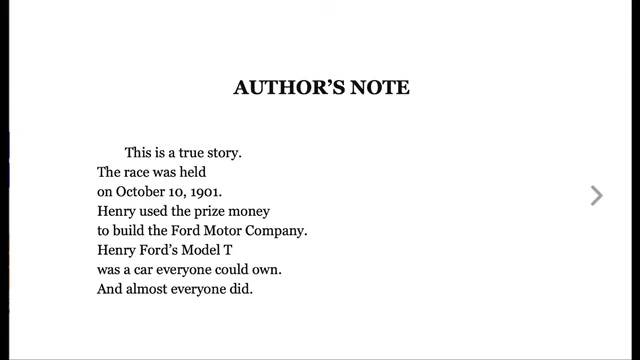 AUTHOR’S NOTE
This is a true story.
The race was held
on October 10, 1901.
Henry used the prize money
to build the Ford Motor Company.
Henry Ford’s Model T
was a car everyone could own.
And almost everyone did.